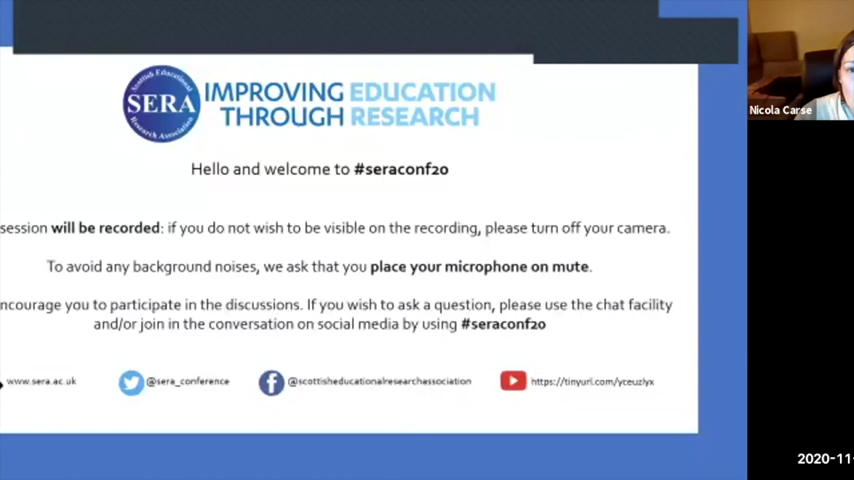 Scottish Educational
SERA
Research Association
IMPROVING EDUCATION
THROUGH RESEARCH
Nicola Carse
Hello and welcome to #seraconf20
session will be recorded: if you do not wish to be visible on the recording, please turn off your camera.
To avoid any background noises, we ask that you place your microphone on mute.
ncourage you to participate in the discussions. If you wish to ask a question, please use the chat facility
and/or join in the conversation on social media by using #seraconf20
www.sera.ac.uk
@sera_conference
@scottisheducationalresearchassociation
https://tinyurl.com/yceuzlyx
2020-11-